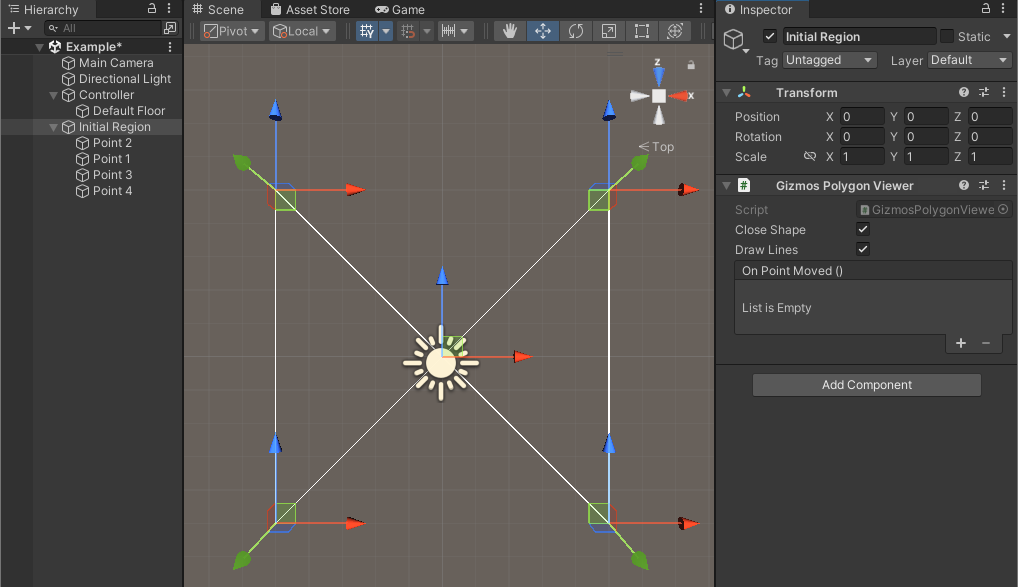 Hierarchy
All
Example*
Main Camera
Directional Light
Controller
Default Floor
Initial Region
Point 2
Point 1
Point 3
Point 4
Scene
Asset Store
Game
Pivot
Local
z
x
Top
Inspector
Initial Region
Static
Tag Untagged
Layer Default
Transform
Position X 0 Y 0 Z 0
Rotation X 0 Y 0 Z 0
Scale X 1 Y 1 Z 1
Gizmos Polygon Viewer
Script GizmosPolygonViewe
Close Shape
Draw Lines
On Point Moved ()
List is Empty
Add Component